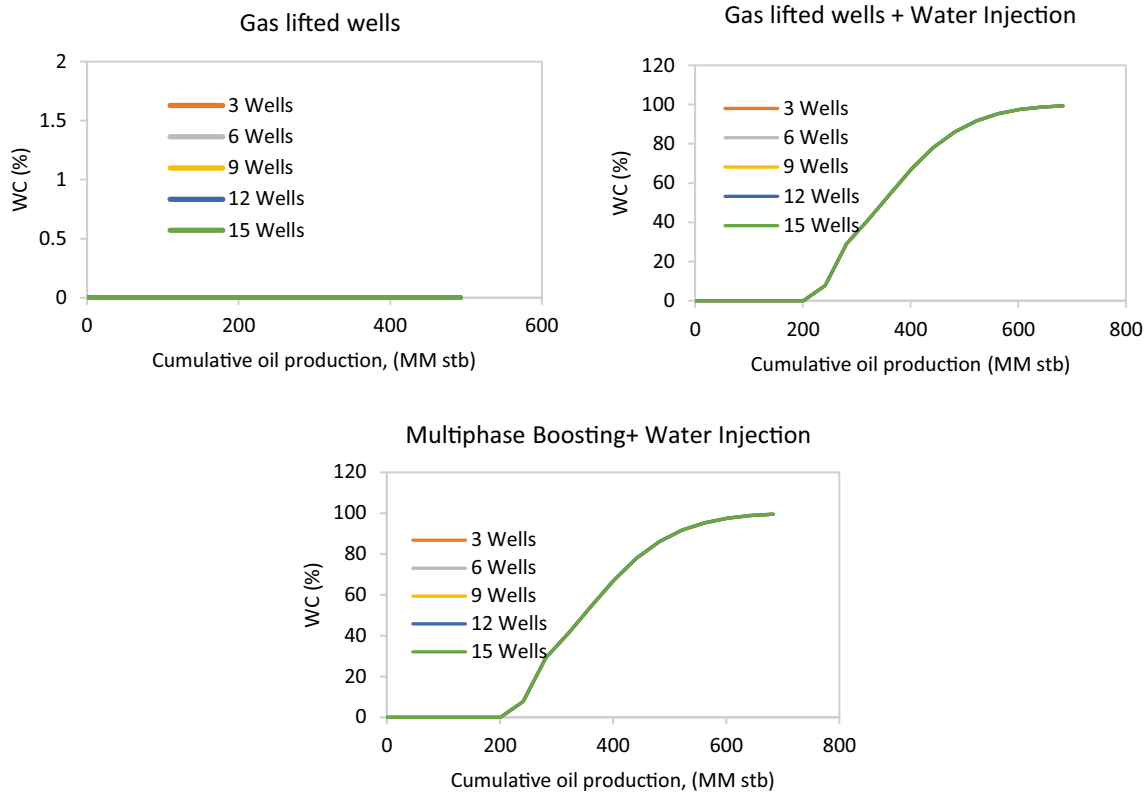 Gas lifted wells
2
1.5
1
0.5
0
WC (%)
3 Wells
6 Wells
9 Wells
12 Wells
15 Wells
0 200 400 600
Cumulative oil production, (MM stb)
Gas lifted wells + Water Injection
120
100
80
60
40
20
0
WC (%)
3 Wells
6 Wells
9 Wells
12 Wells
15 Wells
0 200 400 600 800
Cumulative oil production (MM stb)
Multiphase Boosting+ Water Injection
120
100
80
60
40
20
0
WC (%)
3 Wells
6 Wells
9 Wells
12 Wells
15 Wells
0 200 400 600 800
Cumulative oil production, (MM stb)